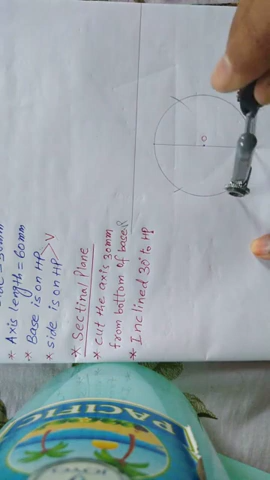 * Axis length = 60mm
* Base is on HP
* side is on HP > V
* Sectinal Plane
* cut the axis 30mm
from bottom of base &
* Inclined 30° to HP
O
PACIFIC